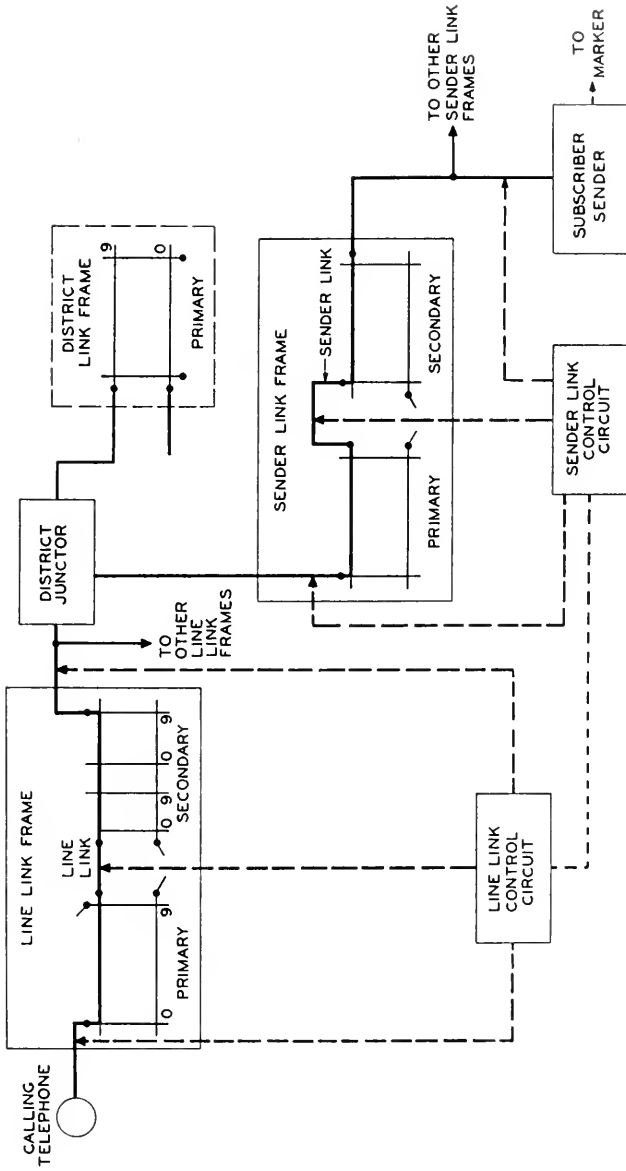 CALLING
TELEPHONE
LINE LINK FRAME
LINE
LINK
0
9
PRIMARY
0
9
0
9
SECONDARY
TO OTHER
LINE
LINK
FRAMES
DISTRICT
JUNCTOR
DISTRICT
LINK FRAME
9
0
PRIMARY
SENDER LINK FRAME
SENDER LINK
PRIMARY
SECONDARY
TO OTHER
SENDER LINK
FRAMES
LINE LINK
CONTROL
CIRCUIT
SENDER LINK
CONTROL
CIRCUIT
SUBSCRIBER
SENDER
TO
MARKER